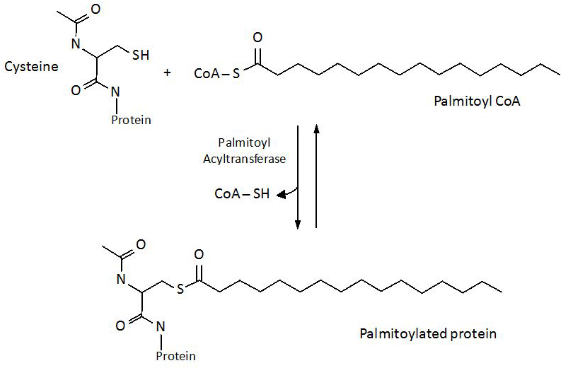 O
N
SH
Cysteine
O
N
Protein
+
O
CoA–S
Palmitoyl CoA
Palmitoyl
Acyltransferase
CoA–SH
O
N
S
O
O
N
Protein
Palmitoylated protein